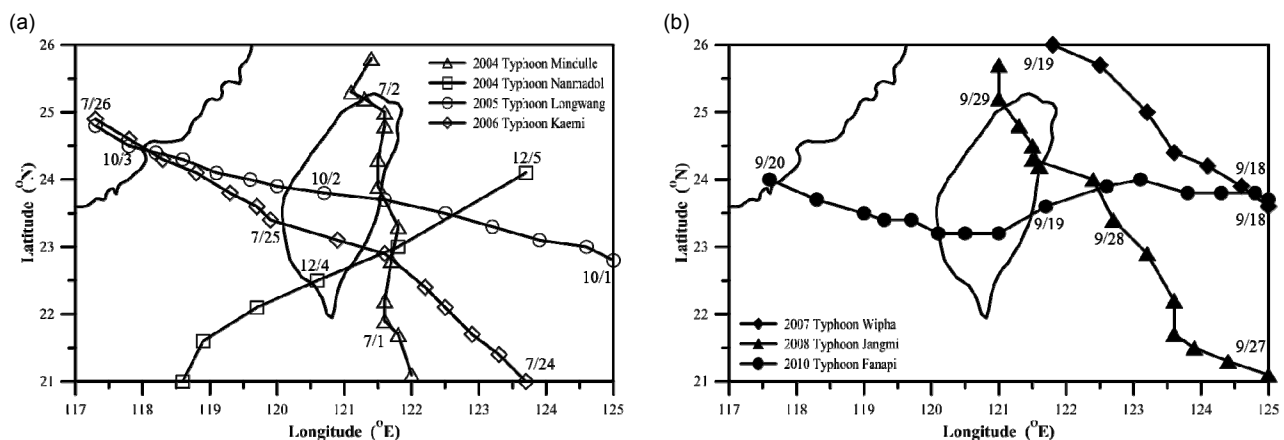 (a)
26
25
24
23
22
21
Latitude (°N)
117 118 119 120 121 122 123 124 125
Longitude (°E)
2004 Typhoon Mindulle
2004 Typhoon Nanmadol
2005 Typhoon Longwang
2006 Typhoon Kaemi
7/26
10/3
7/2
12/5
10/2
7/25
12/4
10/1
7/1
7/24
(b)
26
25
24
23
22
21
Latitude (°N)
117 118 119 120 121 122 123 124 125
Longitude (°E)
9/19
9/29
9/20
9/18
9/18
9/19
9/28
9/27
2007 Typhoon Wipha
2008 Typhoon Jangmi
2010 Typhoon Fanapi